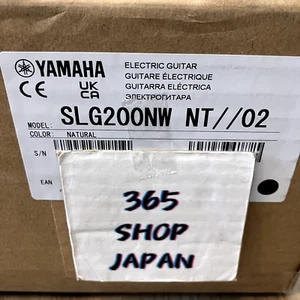 YAMAHA
ELECTRIC GUITAR
GUITARE ÉLECTRIQUE
GUITARRA ELÉCTRICA
ЭЛЕКТРОГИТАРА
CE UK CA
MODEL: SLG200NW NT//02
COLOR: NATURAL
S/N
EAN
365
SHOP
JAPAN